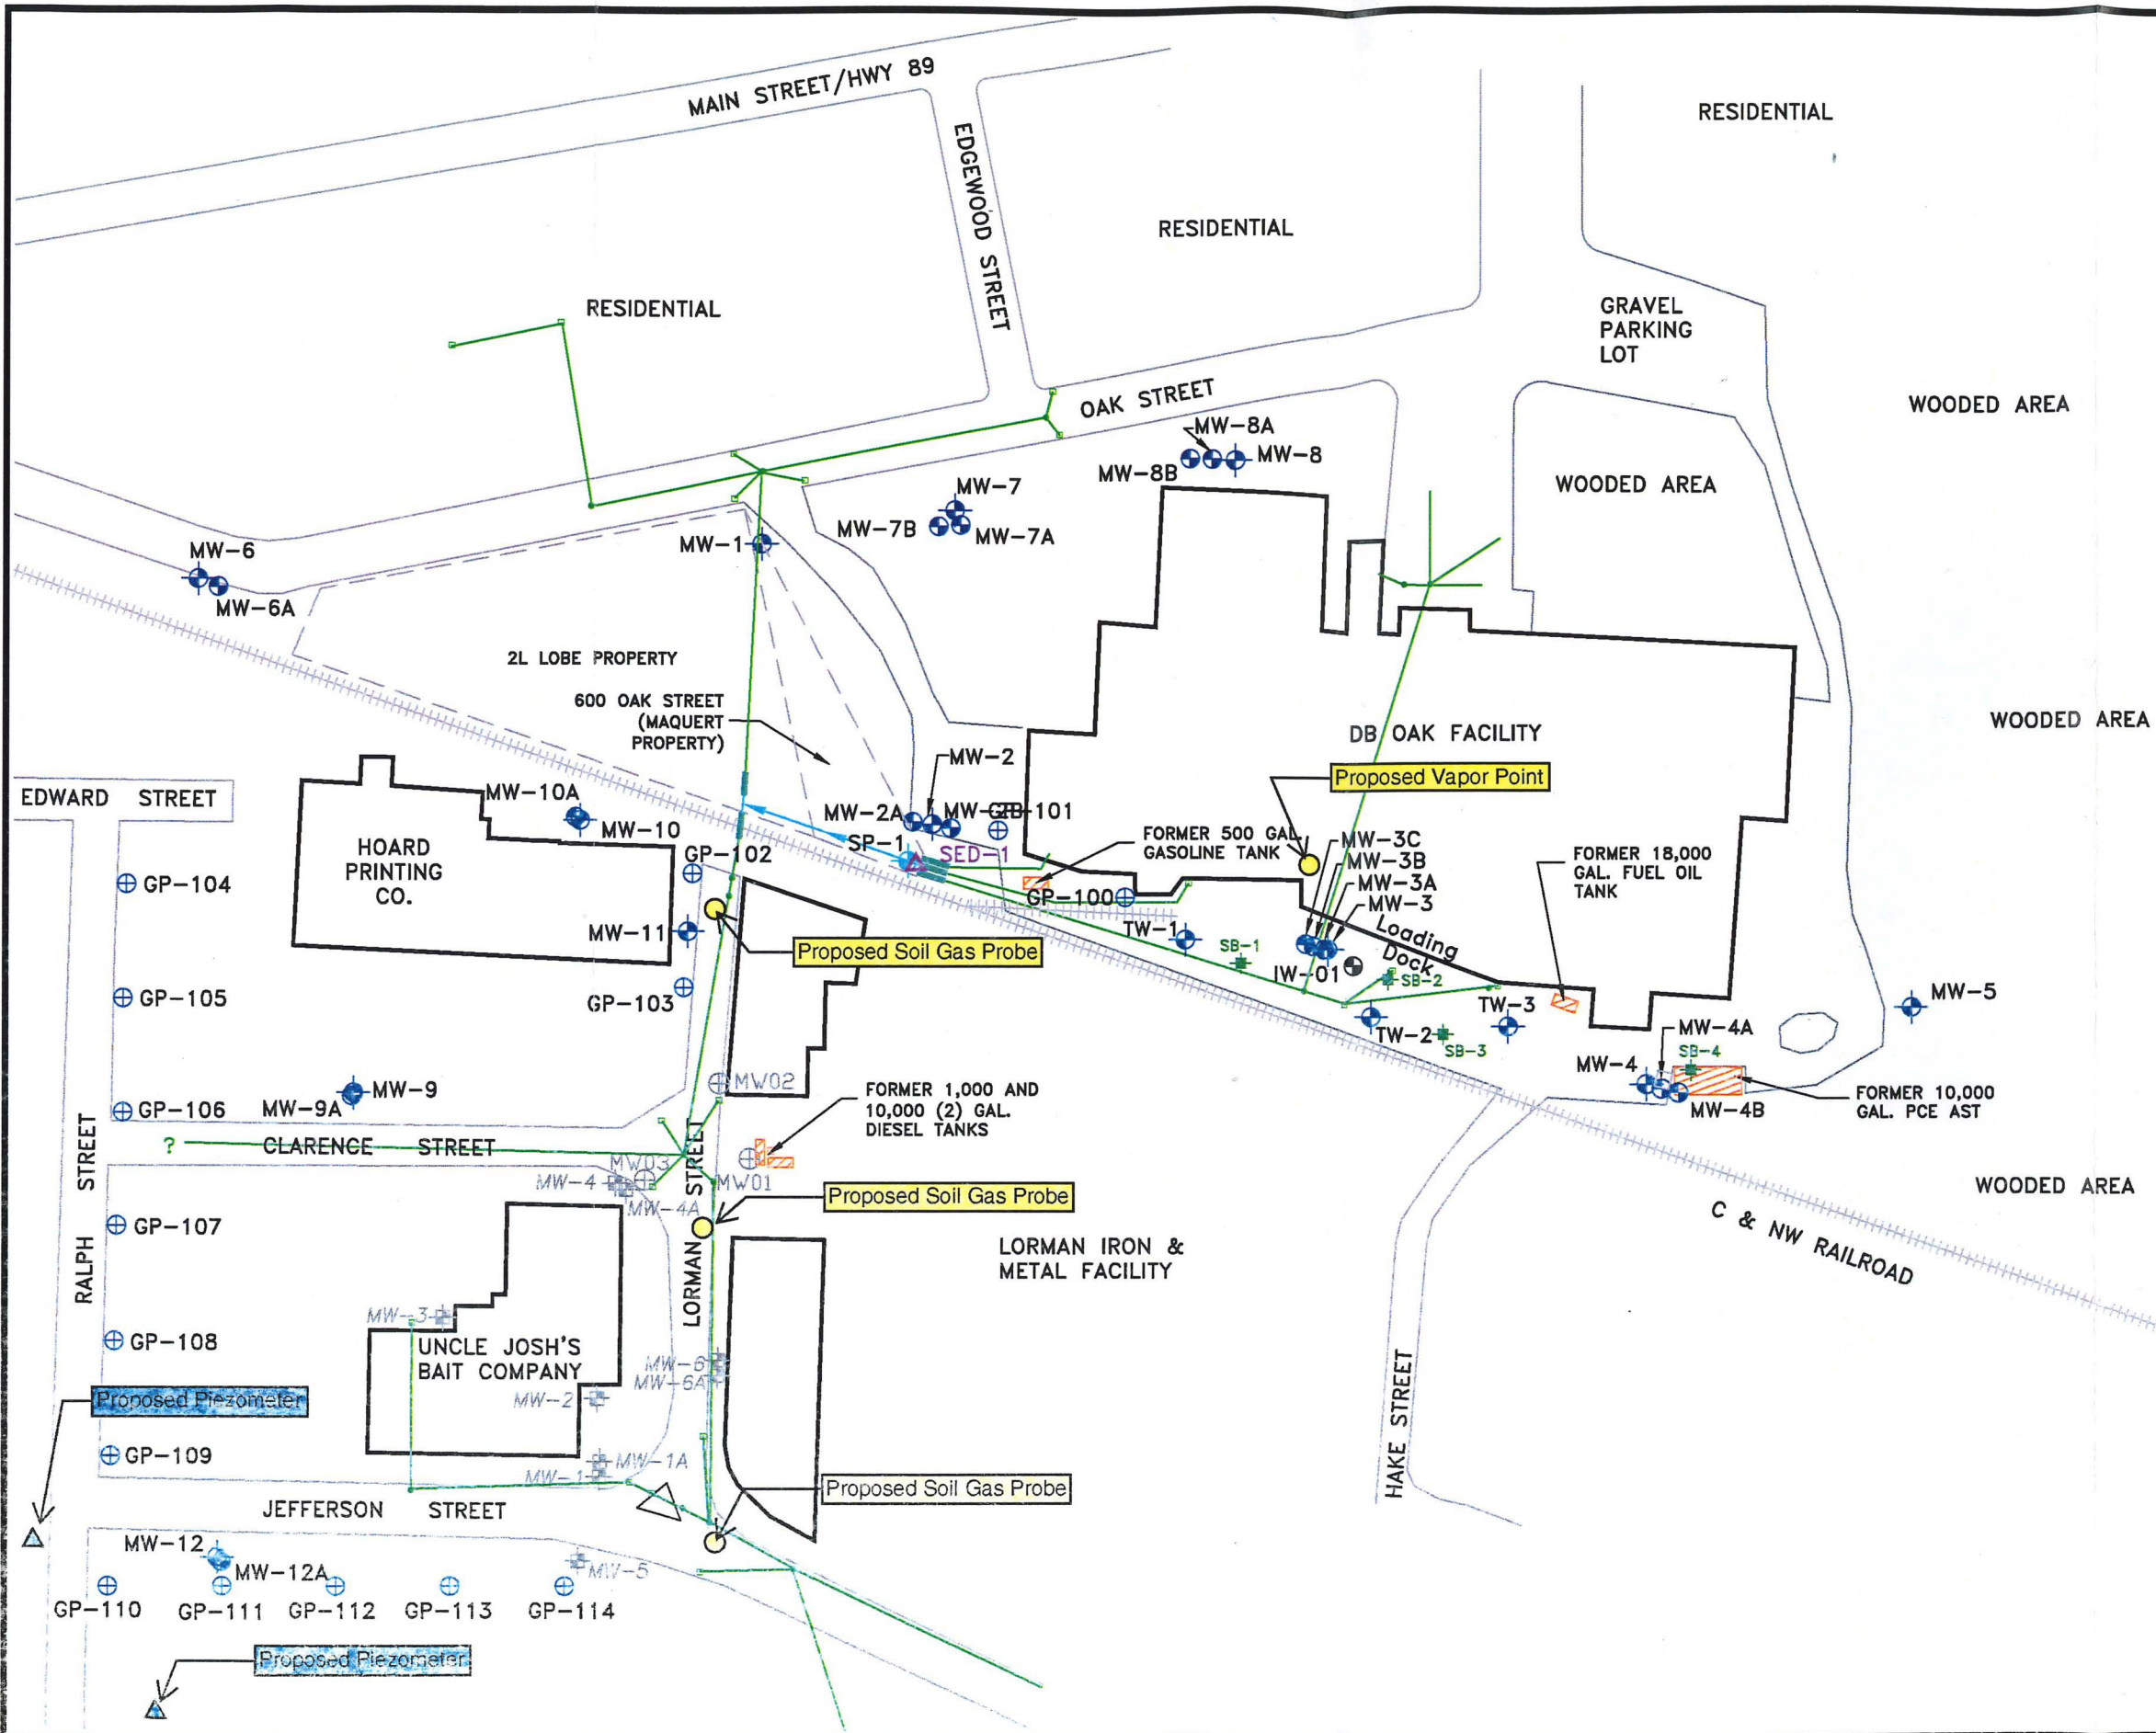 MAIN STREET/HWY 89
RESIDENTIAL
EDGEWOOD STREET
RESIDENTIAL
RESIDENTIAL
GRAVEL
PARKING
LOT
OAK STREET
WOODED AREA
MW-8A
MW-8
MW-8B
WOODED AREA
MW-7
MW-7B
MW-7A
MW-1
MW-6
MW-6A
2L LOBE PROPERTY
600 OAK STREET
(MAQUERT
PROPERTY)
WOODED AREA
DB OAK FACILITY
MW-2
Proposed Vapor Point
EDWARD STREET
MW-10A
MW-10
MW-2A
MW-2B
GP-101
SP-1
SED-1
FORMER 500 GAL.
GASOLINE TANK
MW-3C
MW-3B
MW-3A
MW-3
FORMER 18,000
GAL. FUEL OIL
TANK
HOARD
PRINTING
CO.
GP-102
GP-104
GP-100
MW-11
Proposed Soil Gas Probe
TW-1
SB-1
Loading
Dock
IW-01
SB-2
GP-105
GP-103
TW-3
MW-5
TW-2
SB-3
MW-4A
SB-4
MW-4
MW-4B
FORMER 10,000
GAL. PCE AST
MW02
MW-9
MW-9A
GP-106
FORMER 1,000 AND
10,000 (2) GAL.
DIESEL TANKS
?
CLARENCE STREET
RALPH STREET
MW03
MW-4
MW-4A
MW01
LORMAN STREET
Proposed Soil Gas Probe
WOODED AREA
C & NW RAILROAD
GP-107
LORMAN IRON &
METAL FACILITY
MW-3
GP-108
UNCLE JOSH'S
BAIT COMPANY
MW-6
MW-6A
MW-2
HAKE STREET
Proposed Piezometer
GP-109
MW-1A
MW-1
Proposed Soil Gas Probe
JEFFERSON STREET
MW-12
MW-12A
MW-5
GP-110
GP-111
GP-112
GP-113
GP-114
Proposed Piezometer